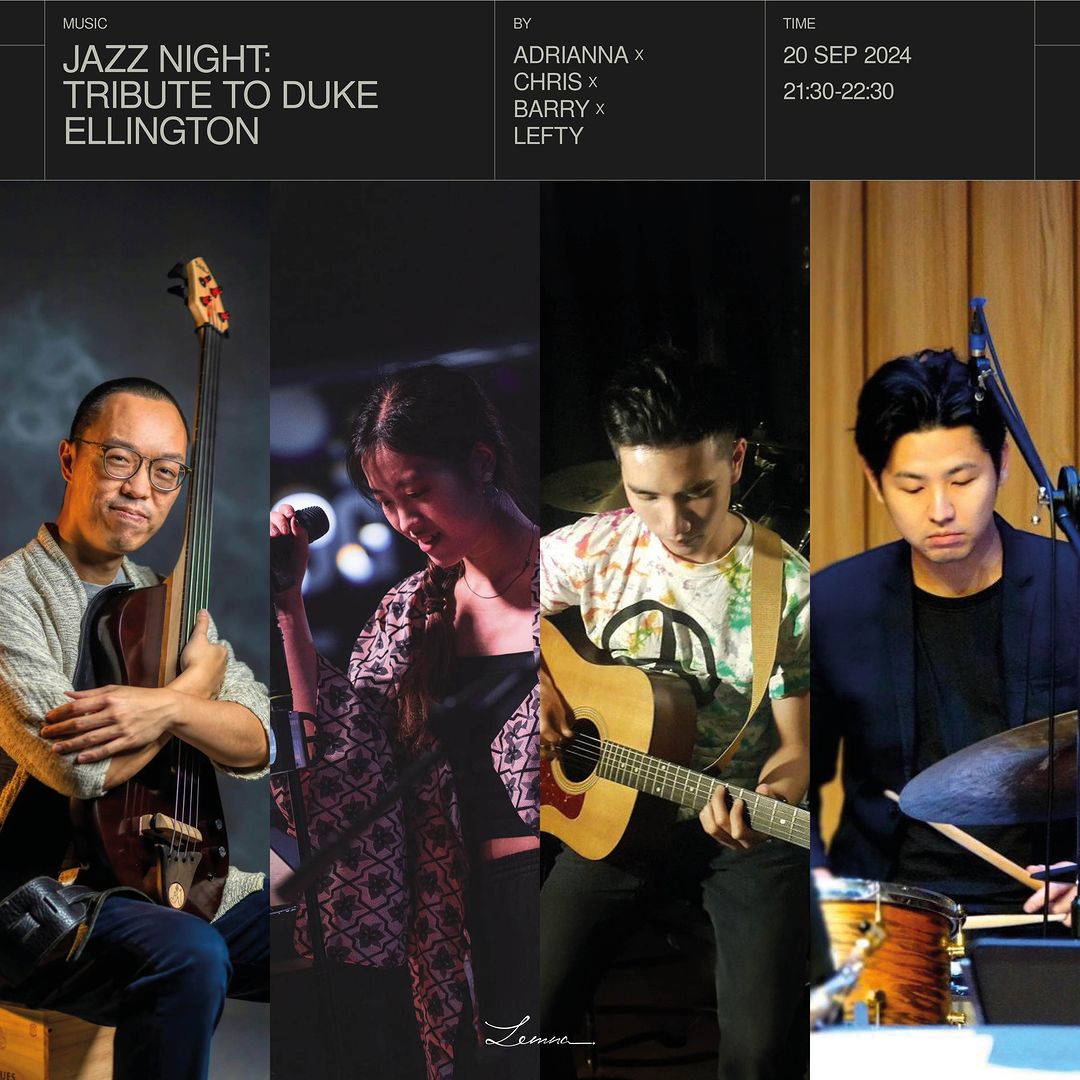 MUSIC
JAZZ NIGHT:
TRIBUTE TO DUKE
ELLINGTON
BY
ADRIANNA x
CHRIS x
BARRY x
LEFTY
TIME
20 SEP 2024
21:30-22:30
Lemna.